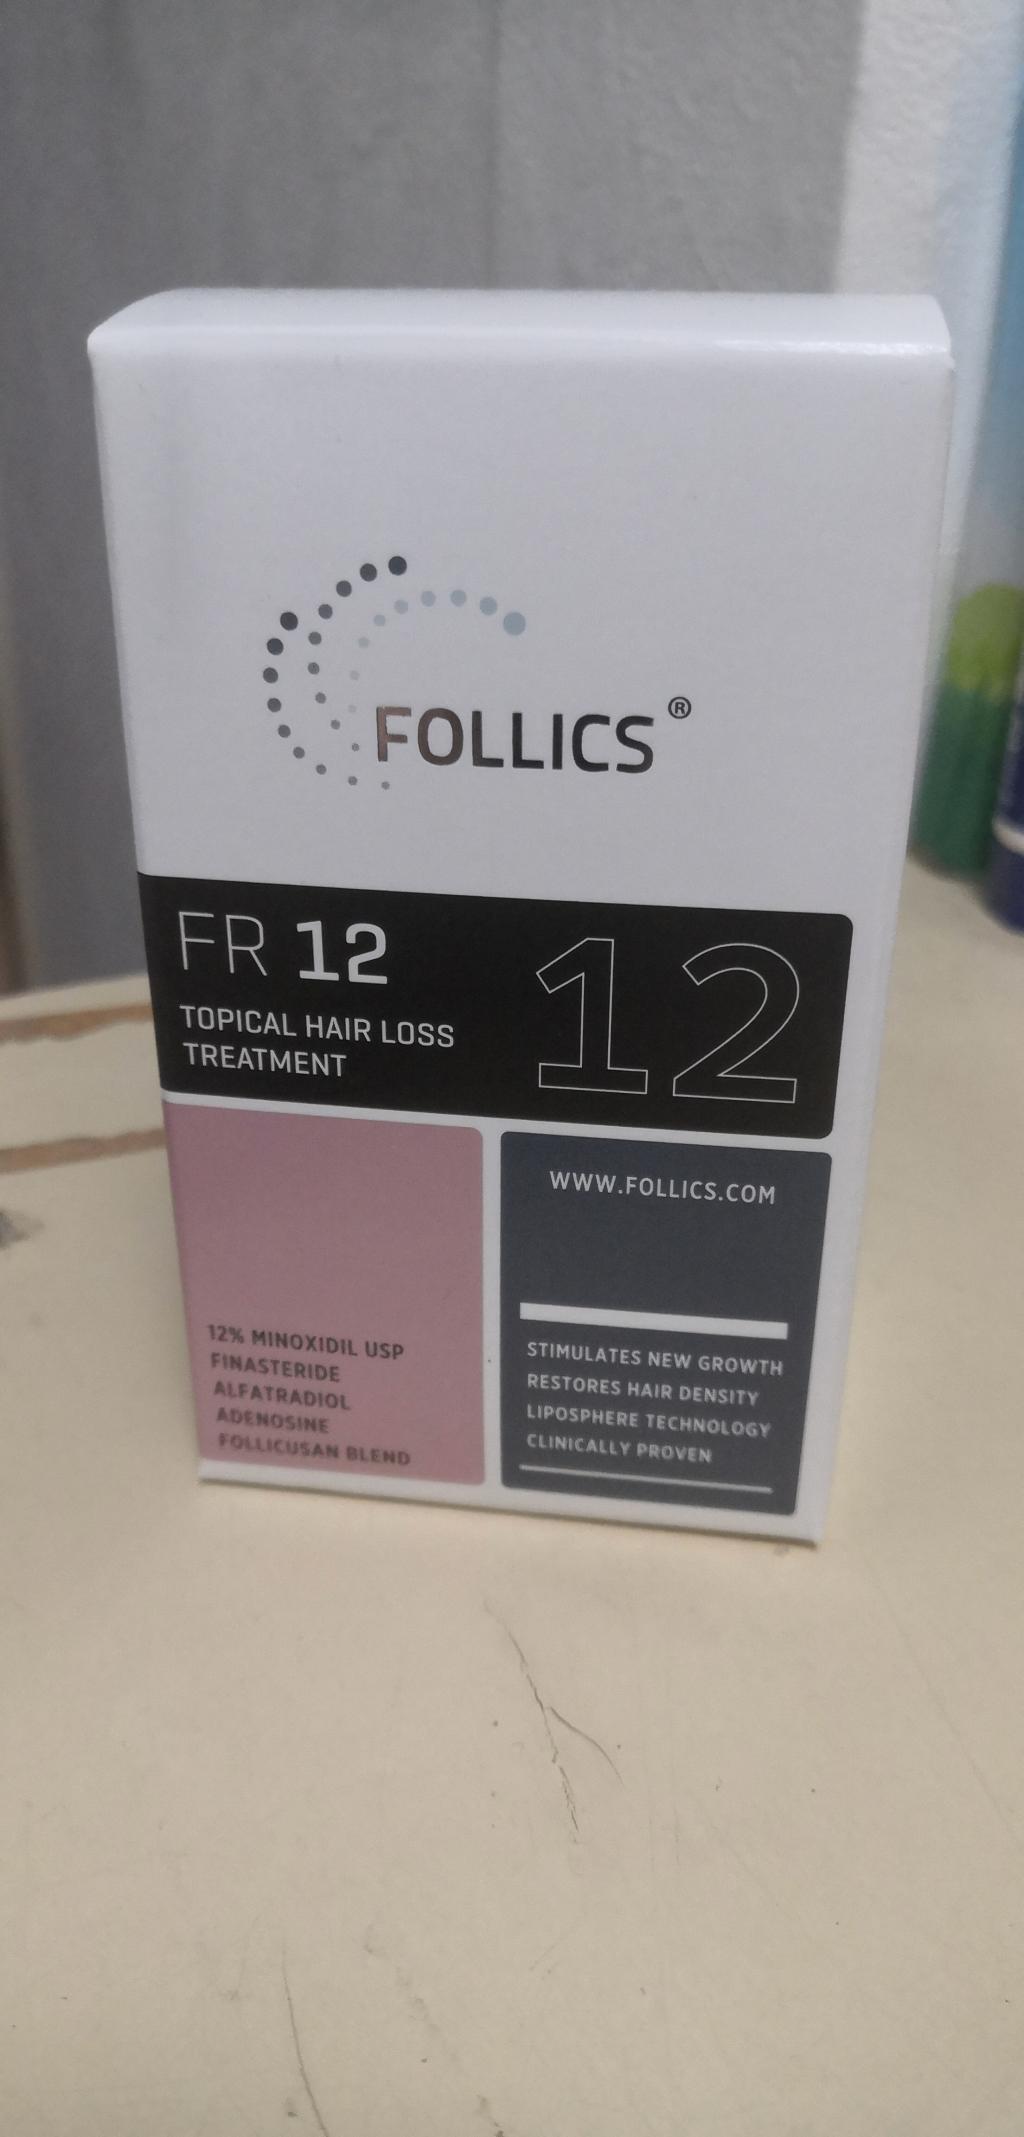 FOLLICS®
FR 12
12
TOPICAL HAIR LOSS
TREATMENT
12% MINOXIDIL USP
FINASTERIDE
ALFATRADIOL
ADENOSINE
FOLLICUSAN BLEND
WWW.FOLLICS.COM
STIMULATES NEW GROWTH
RESTORES HAIR DENSITY
LIPOSPHERE TECHNOLOGY
CLINICALLY PROVEN